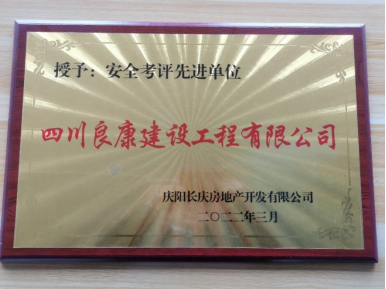 授予：安全考评先进单位
四川良康建设工程有限公司
庆阳长庆房地产开发有限公司
二〇二二年三月